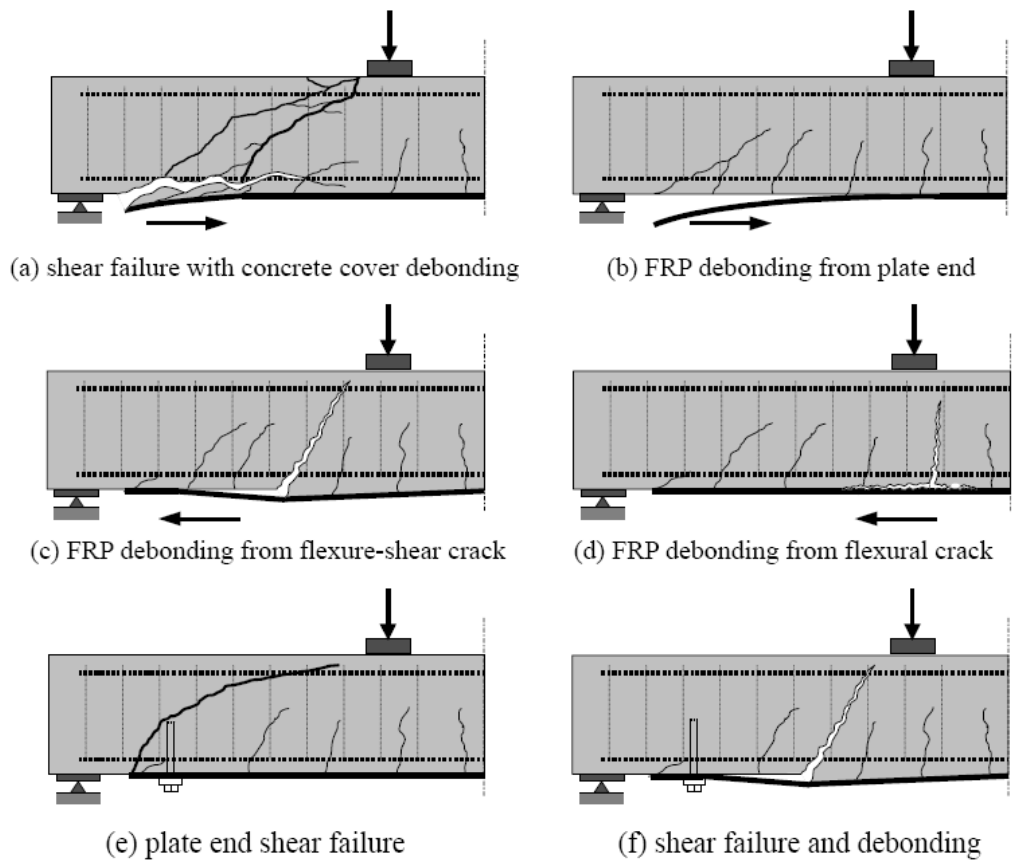 (a) shear failure with concrete cover debonding
(b) FRP debonding from plate end
(c) FRP debonding from flexure-shear crack
(d) FRP debonding from flexural crack
(e) plate end shear failure
(f) shear failure and debonding